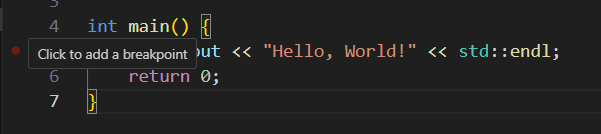 4 int main() {
Click to add a breakpoint
out << "Hello, World!" << std::endl;
6 return 0;
7 }